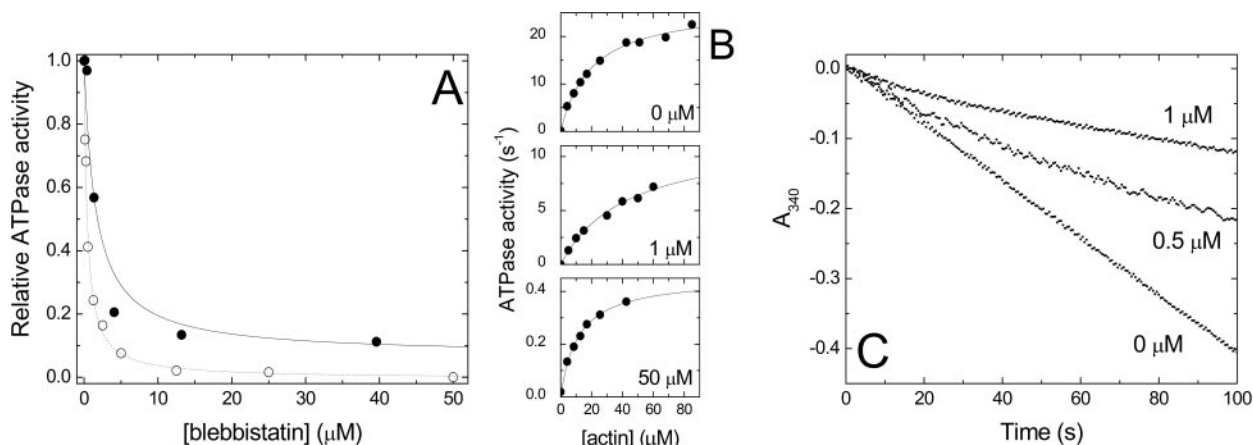 A
Relative ATPase activity
1.0
0.8
0.6
0.4
0.2
0.0
0 10 20 30 40 50
[blebbistatin] (μM)
B
ATPase activity (s⁻¹)
20
10
0
0 μM
10
5
0
1 μM
0.4
0.2
0.0
50 μM
0 20 40 60 80
[actin] (μM)
C
A₃₄₀
0.0
-0.1
-0.2
-0.3
-0.4
1 μM
0.5 μM
0 μM
0 20 40 60 80 100
Time (s)